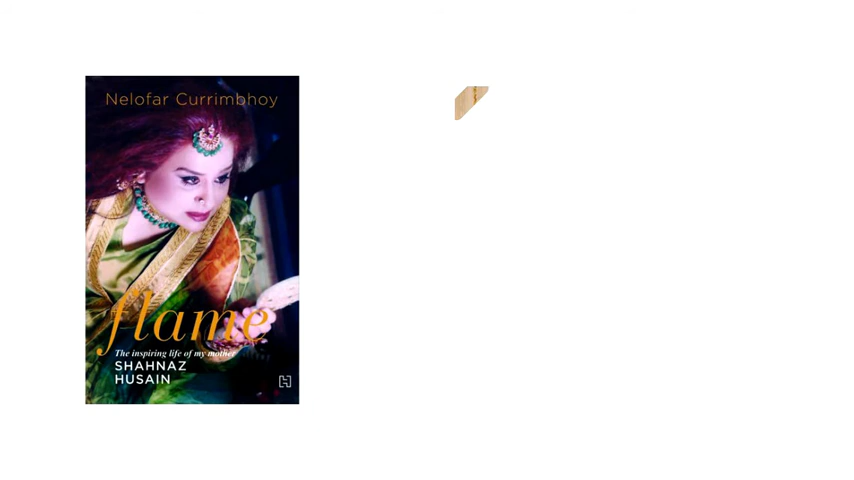 Nelofar Currimbhoy
flame
The inspiring life of my mother
SHAHNAZ
HUSAIN